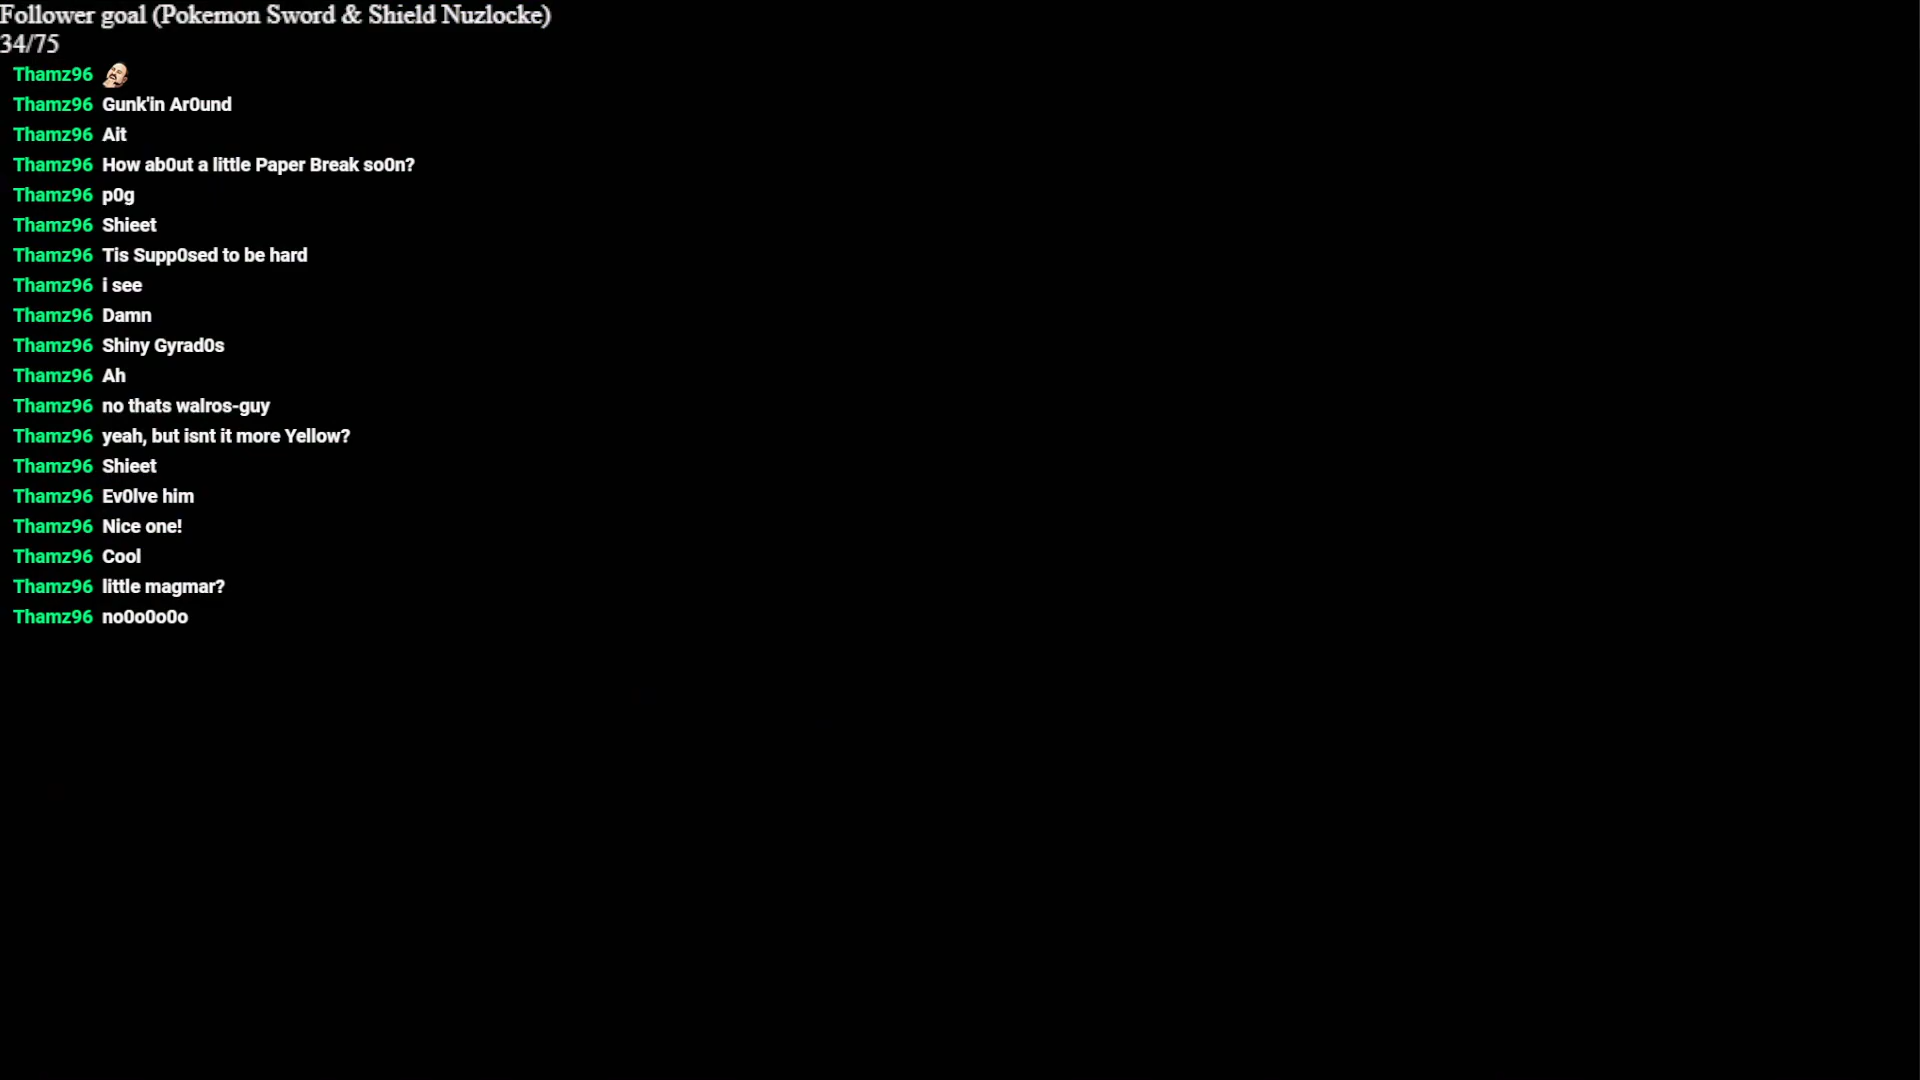 Follower goal (Pokemon Sword & Shield Nuzlocke)
34/75
Thamz96
Thamz96 Gunk'in Ar0und
Thamz96 Ait
Thamz96 How ab0ut a little Paper Break so0n?
Thamz96 p0g
Thamz96 Shieet
Thamz96 Tis Supp0sed to be hard
Thamz96 i see
Thamz96 Damn
Thamz96 Shiny Gyrad0s
Thamz96 Ah
Thamz96 no thats walros-guy
Thamz96 yeah, but isnt it more Yellow?
Thamz96 Shieet
Thamz96 Ev0lve him
Thamz96 Nice one!
Thamz96 Cool
Thamz96 little magmar?
Thamz96 no0o0o0o